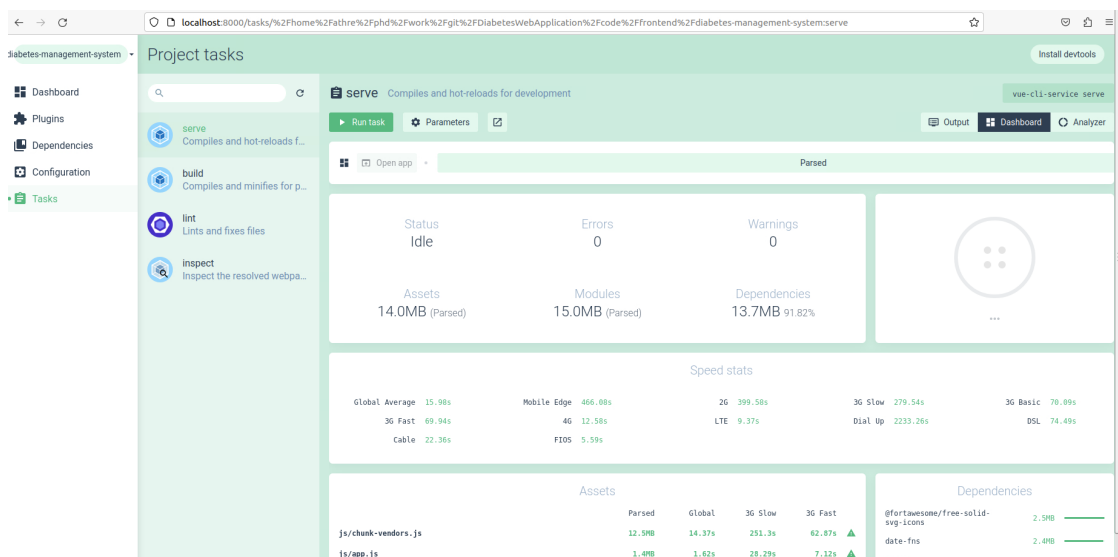 localhost:8000/tasks/%2Fhome%2Fathre%2Fphd%2Fwork%2Fgit%2FDiabetesWebApplication%2Fcode%2Ffrontend%2Fdiabetes-management-system:serve
diabetes-management-system
Project tasks
Install devtools
Dashboard
Plugins
Dependencies
Configuration
Tasks
serve
Compiles and hot-reloads f...
build
Compiles and minifies for p...
lint
Lints and fixes files
inspect
Inspect the resolved webpa...
serve Compiles and hot-reloads for development
vue-cli-service serve
Run task Parameters
Output Dashboard Analyzer
Open app Parsed
Status Errors Warnings
Idle 0 0
Assets Modules Dependencies
14.0MB (Parsed) 15.0MB (Parsed) 13.7MB 91.82%
...
Speed stats
Global Average 15.98s Mobile Edge 466.08s 2G 399.58s 3G Slow 279.54s 3G Basic 70.09s
3G Fast 69.94s 4G 12.58s LTE 9.37s Dial Up 2233.26s DSL 74.49s
Cable 22.36s FIOS 5.59s
Assets
Parsed Global 3G Slow 3G Fast
js/chunk-vendors.js 12.5MB 14.37s 251.3s 62.87s
js/app.js 1.4MB 1.62s 28.29s 7.12s
Dependencies
@fortawesome/free-solid-
svg-icons 2.5MB
date-fns 2.4MB